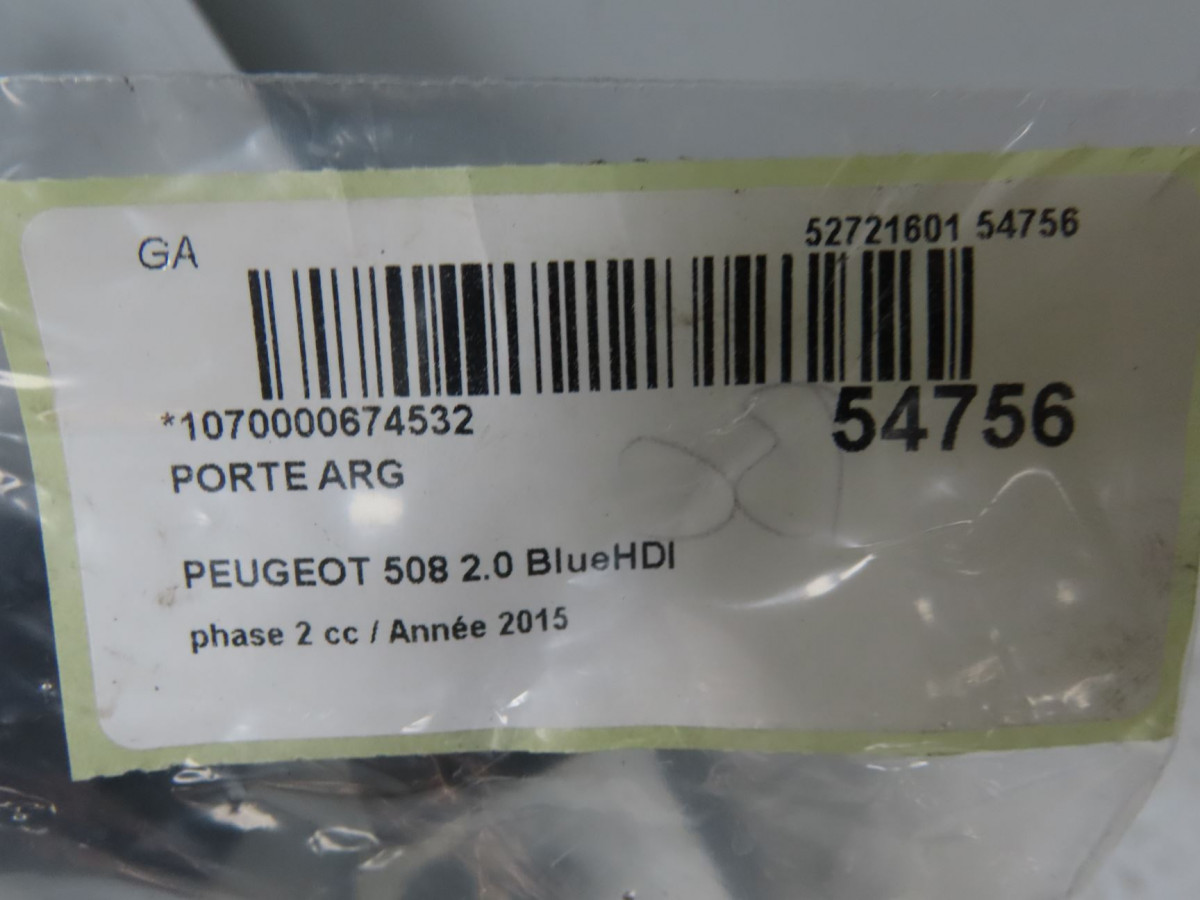 GA
52721601 54756
*1070000674532
54756
PORTE ARG
PEUGEOT 508 2.0 BlueHDI
phase 2 cc / Année 2015